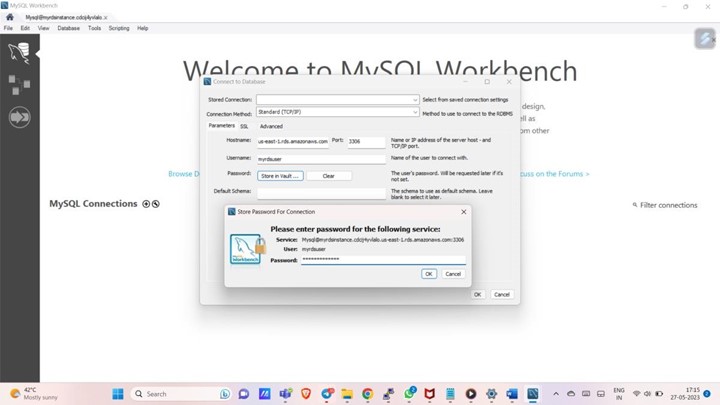 MySQL Workbench
Mysql@myrdsinstance.cdcij4yvlalo.
File Edit View Database Tools Scripting Help
Welcome to MySQL Workbench
Connect to Database
design,
ell as
om other
Stored Connection: Select from saved connection settings
Connection Method: Standard (TCP/IP) Method to use to connect to the RDBMS
Parameters SSL Advanced
Hostname: us-east-1.rds.amazonaws.com Port: 3306 Name or IP address of the server host - and
TCP/IP port.
Username: myrdsuser Name of the user to connect with.
Browse D Password: Store in Vault ... Clear The user's password. Will be requested later if it's
not set. cuss on the Forums >
Default Schema: The schema to use as default schema. Leave
blank to select it later.
MySQL Connections Filter connections
Store Password For Connection
Please enter password for the following service:
Service: Mysql@myrdsinstance.cdcij4yvlalo.us-east-1.rds.amazonaws.com:3306
User: myrdsuser
Password: *************
Workbench
OK Cancel
OK Cancel
42°C
Mostly sunny
Search
2
ENG
IN
17:15
27-05-2023